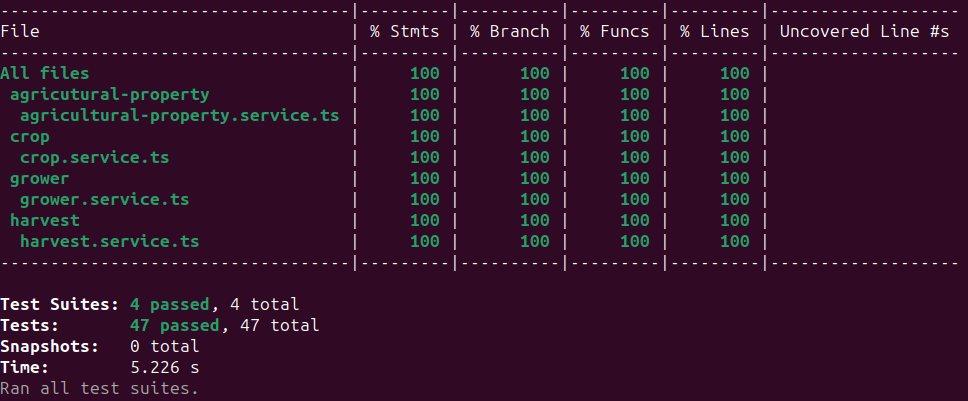 -----------------------------------|---------|----------|---------|---------|-------------------
File                               | % Stmts | % Branch | % Funcs | % Lines | Uncovered Line #s
-----------------------------------|---------|----------|---------|---------|-------------------
All files                          |     100 |      100 |     100 |     100 |
 agricutural-property              |     100 |      100 |     100 |     100 |
  agricultural-property.service.ts |     100 |      100 |     100 |     100 |
 crop                              |     100 |      100 |     100 |     100 |
  crop.service.ts                  |     100 |      100 |     100 |     100 |
 grower                            |     100 |      100 |     100 |     100 |
  grower.service.ts                |     100 |      100 |     100 |     100 |
 harvest                           |     100 |      100 |     100 |     100 |
  harvest.service.ts               |     100 |      100 |     100 |     100 |
-----------------------------------|---------|----------|---------|---------|-------------------

Test Suites: 4 passed, 4 total
Tests:       47 passed, 47 total
Snapshots:   0 total
Time:        5.226 s
Ran all test suites.